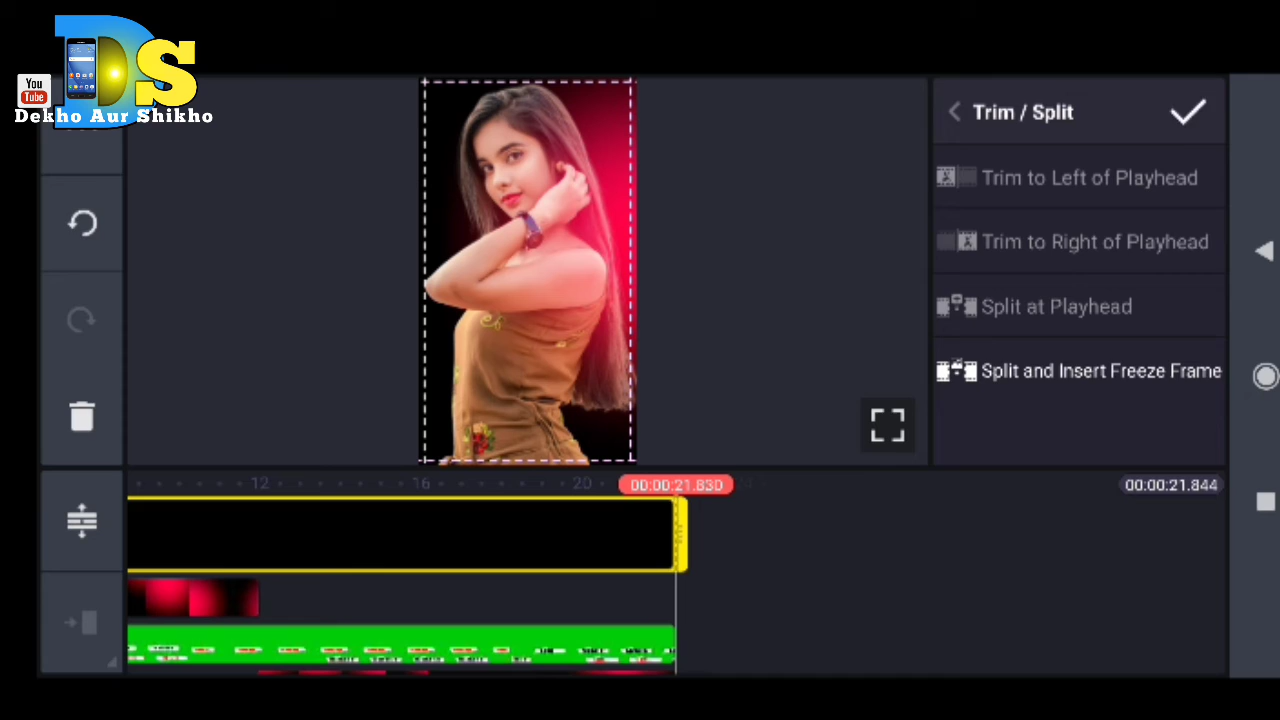 DS
You
Tube
Dekho Aur Shikho
Trim / Split
Trim to Left of Playhead
Trim to Right of Playhead
Split at Playhead
Split and Insert Freeze Frame
12
16
20
00:00:21.830
00:00:21.844